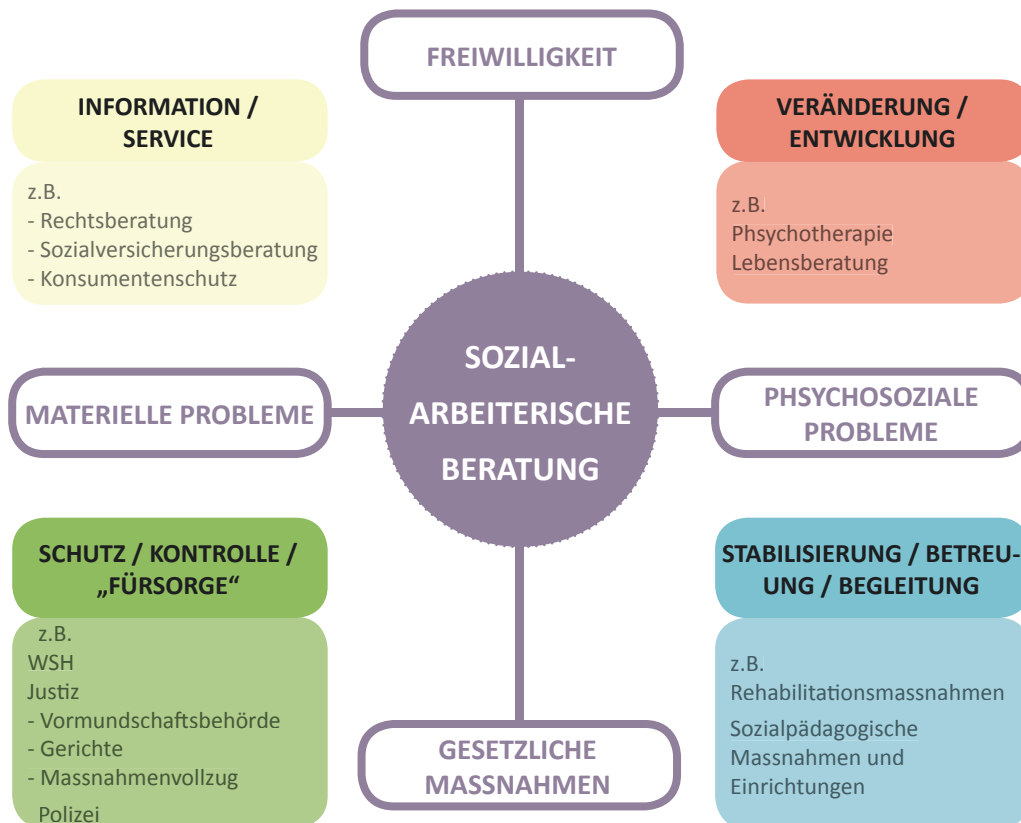 FREIWILLIGKEIT
INFORMATION /
SERVICE
z.B.
- Rechtsberatung
- Sozialversicherungsberatung
- Konsumentenschutz
VERÄNDERUNG /
ENTWICKLUNG
z.B.
Phsychotherapie
Lebensberatung
MATERIELLE PROBLEME
SOZIAL-
ARBEITERISCHE
BERATUNG
PHSYCHOSOZIALE
PROBLEME
SCHUTZ / KONTROLLE /
„FÜRSORGE“
z.B.
WSH
Justiz
- Vormundschaftsbehörde
- Gerichte
- Massnahmenvollzug
Polizei
GESETZLICHE
MASSNAHMEN
STABILISIERUNG / BETREU-
UNG / BEGLEITUNG
z.B.
Rehabilitationsmassnahmen
Sozialpädagogische
Massnahmen und
Einrichtungen